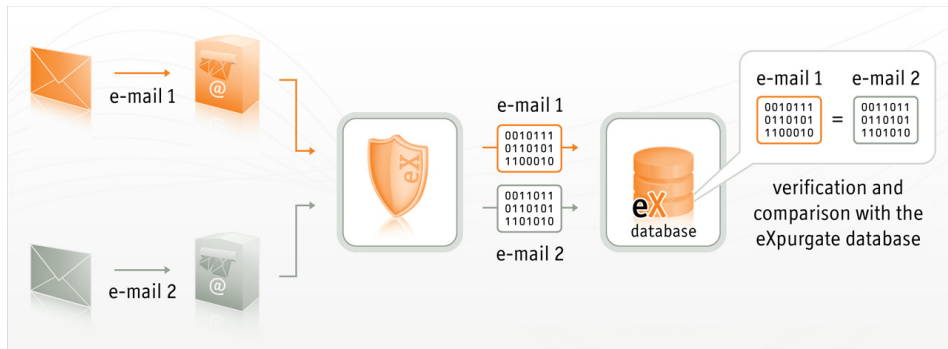 e-mail 1
@
e-mail 2
@
eX
e-mail 1
0010111
0110101
1100010
0011011
0110101
1101010
e-mail 2
eX
database
e-mail 1
e-mail 2
0010111
0110101
1100010
=
0011011
0110101
1101010
verification and
comparison with the
eXpurgate database